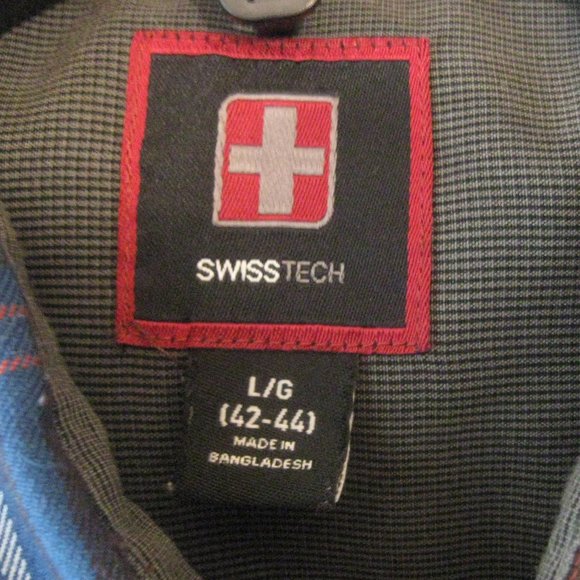 SWISSTECH
L/G
(42-44)
MADE IN
BANGLADESH